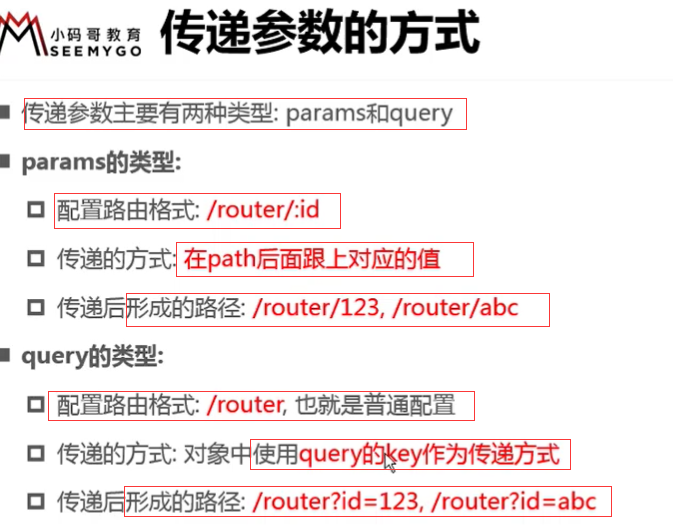 小码哥教育
SEEMYGO
传递参数的方式
传递参数主要有两种类型: params和query
params的类型:
配置路由格式: /router/:id
传递的方式: 在path后面跟上对应的值
传递后形成的路径: /router/123, /router/abc
query的类型:
配置路由格式: /router, 也就是普通配置
传递的方式: 对象中使用query的key作为传递方式
传递后形成的路径: /router?id=123, /router?id=abc